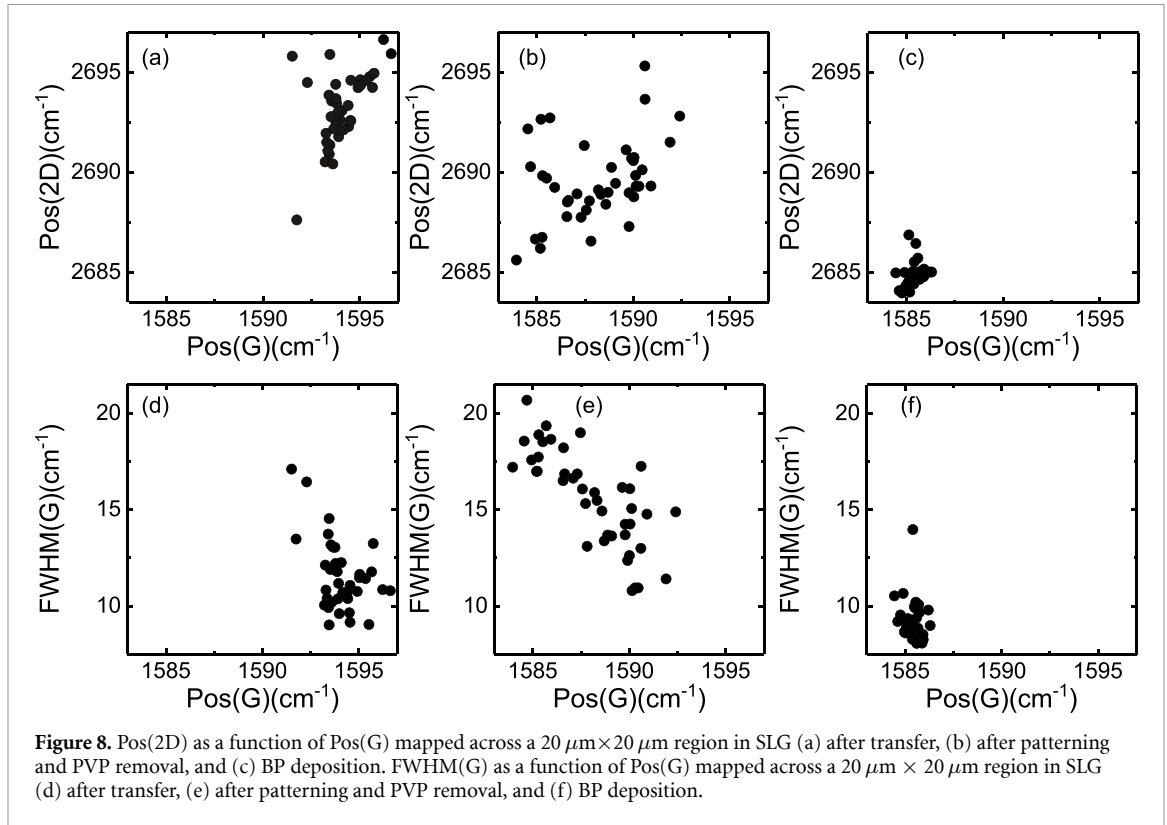 (a)
2695
2690
2685
Pos(2D)(cm⁻¹)
1585 1590 1595
Pos(G)(cm⁻¹)
(b)
2695
2690
2685
Pos(2D)(cm⁻¹)
1585 1590 1595
Pos(G)(cm⁻¹)
(c)
2695
2690
2685
Pos(2D)(cm⁻¹)
1585 1590 1595
Pos(G)(cm⁻¹)
(d)
20
15
10
FWHM(G)(cm⁻¹)
1585 1590 1595
Pos(G)(cm⁻¹)
(e)
20
15
10
FWHM(G)(cm⁻¹)
1585 1590 1595
Pos(G)(cm⁻¹)
(f)
20
15
10
FWHM(G)(cm⁻¹)
1585 1590 1595
Pos(G)(cm⁻¹)
Figure 8. Pos(2D) as a function of Pos(G) mapped across a 20 μm×20 μm region in SLG (a) after transfer, (b) after patterning
and PVP removal, and (c) BP deposition. FWHM(G) as a function of Pos(G) mapped across a 20 μm × 20 μm region in SLG
(d) after transfer, (e) after patterning and PVP removal, and (f) BP deposition.